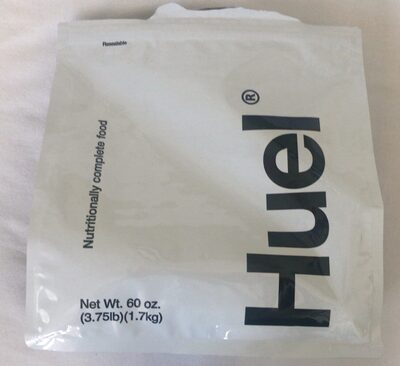 Resealable
Huel®
Nutritionally complete food
Net Wt. 60 oz.
(3.75lb)(1.7kg)